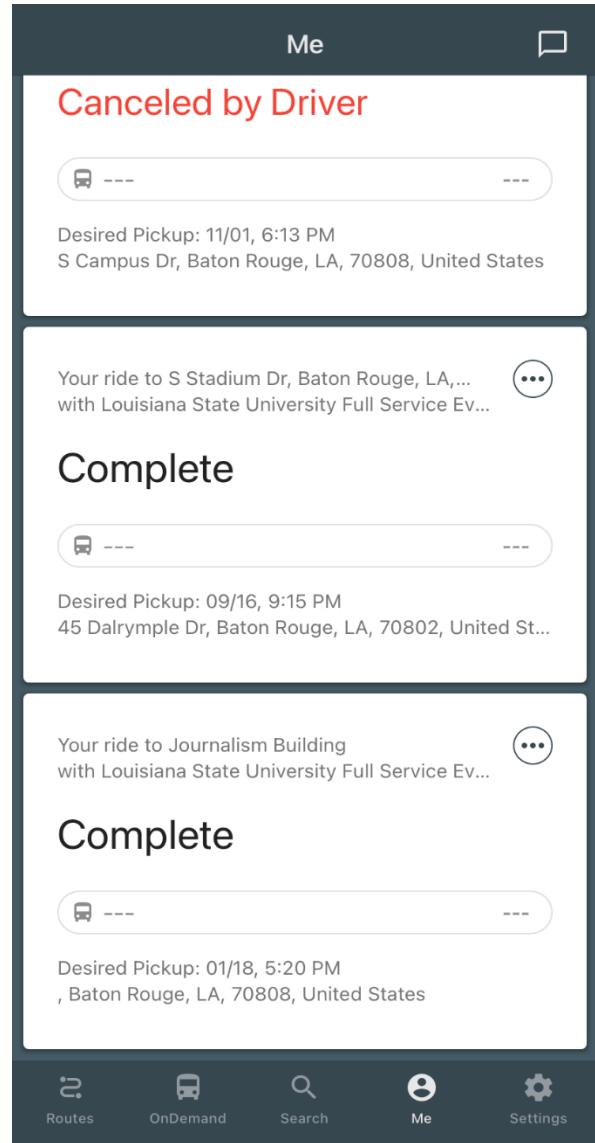 Me
Canceled by Driver
--- ---
Desired Pickup: 11/01, 6:13 PM
S Campus Dr, Baton Rouge, LA, 70808, United States
Your ride to S Stadium Dr, Baton Rouge, LA,...
with Louisiana State University Full Service Ev...
Complete
--- ---
Desired Pickup: 09/16, 9:15 PM
45 Dalrymple Dr, Baton Rouge, LA, 70802, United St...
Your ride to Journalism Building
with Louisiana State University Full Service Ev...
Complete
--- ---
Desired Pickup: 01/18, 5:20 PM
, Baton Rouge, LA, 70808, United States
Routes OnDemand Search Me Settings